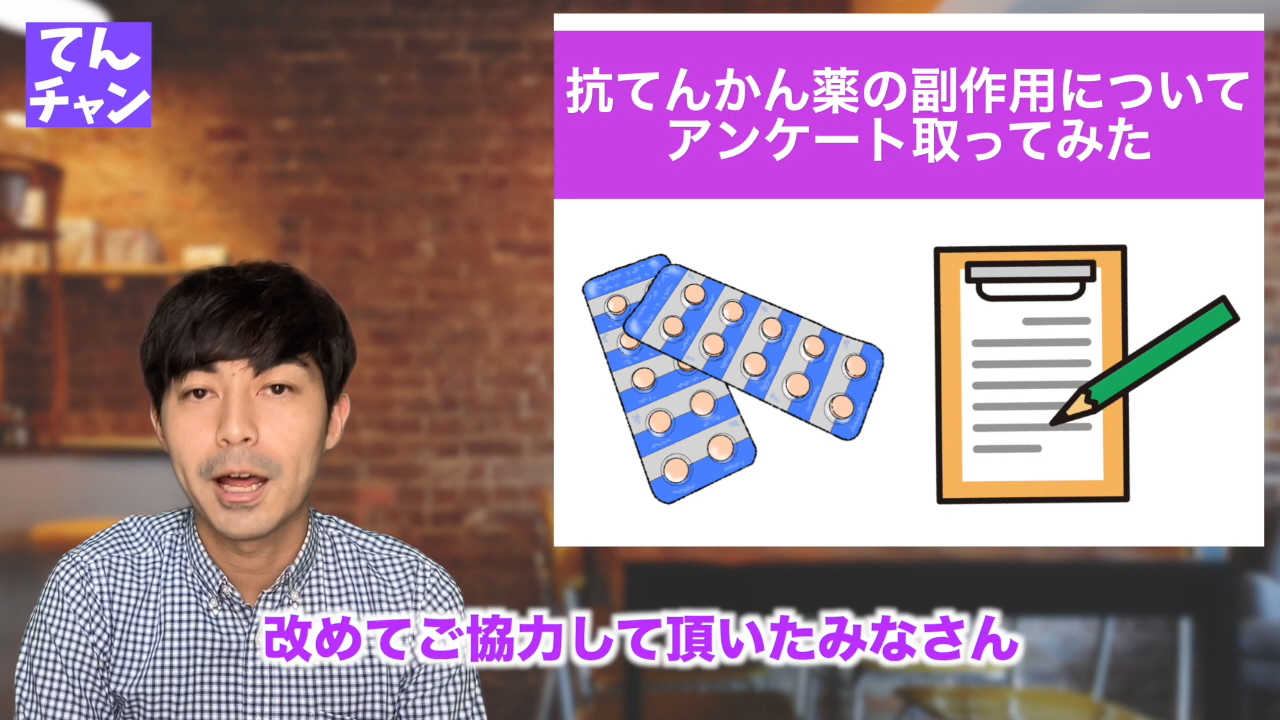 てん
チャン
抗てんかん薬の副作用について
アンケート取ってみた
改めてご協力して頂いたみなさん